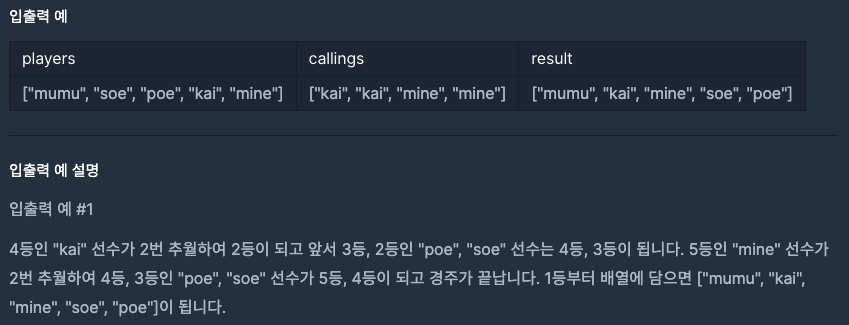 입출력 예
players callings result
["mumu", "soe", "poe", "kai", "mine"] ["kai", "kai", "mine", "mine"] ["mumu", "kai", "mine", "soe", "poe"]
입출력 예 설명
입출력 예 #1
4등인 "kai" 선수가 2번 추월하여 2등이 되고 앞서 3등, 2등인 "poe", "soe" 선수는 4등, 3등이 됩니다. 5등인 "mine" 선수가
2번 추월하여 4등, 3등인 "poe", "soe" 선수가 5등, 4등이 되고 경주가 끝납니다. 1등부터 배열에 담으면 ["mumu", "kai",
"mine", "soe", "poe"]이 됩니다.